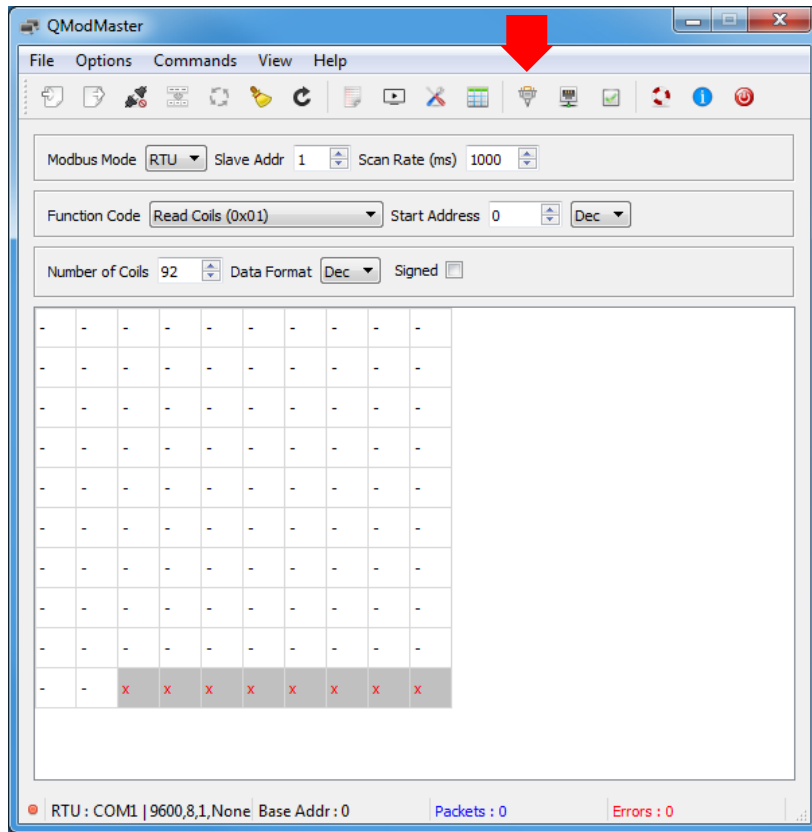 QModMaster
File Options Commands View Help
Modbus Mode RTU Slave Addr 1 Scan Rate (ms) 1000
Function Code Read Coils (0x01) Start Address 0 Dec
Number of Coils 92 Data Format Dec Signed
- - - - - - - - - -
- - - - - - - - - -
- - - - - - - - - -
- - - - - - - - - -
- - - - - - - - - -
- - - - - - - - - -
- - - - - - - - - -
- - - - - - - - - -
- - - - - - - - - -
- - x x x x x x x x
RTU : COM1 | 9600,8,1,None Base Addr : 0 Packets : 0 Errors : 0